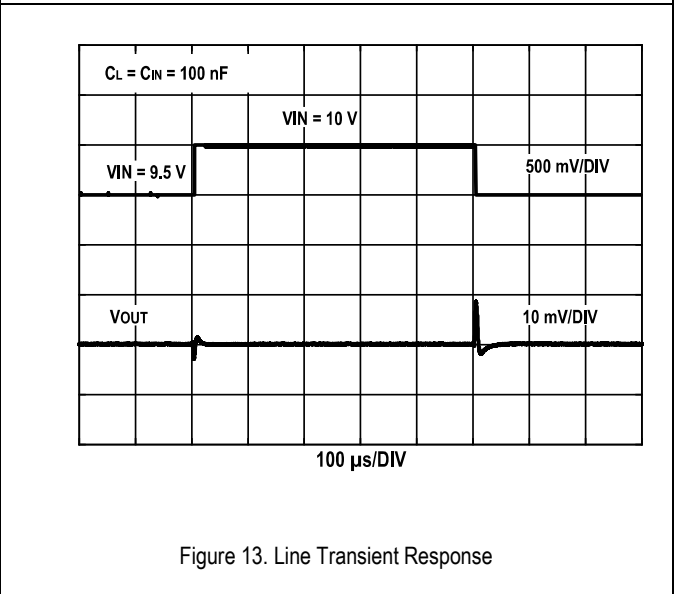 CL = CIN = 100 nF
VIN = 10 V
VIN = 9.5 V
500 mV/DIV
VOUT
10 mV/DIV
100 µs/DIV
Figure 13. Line Transient Response